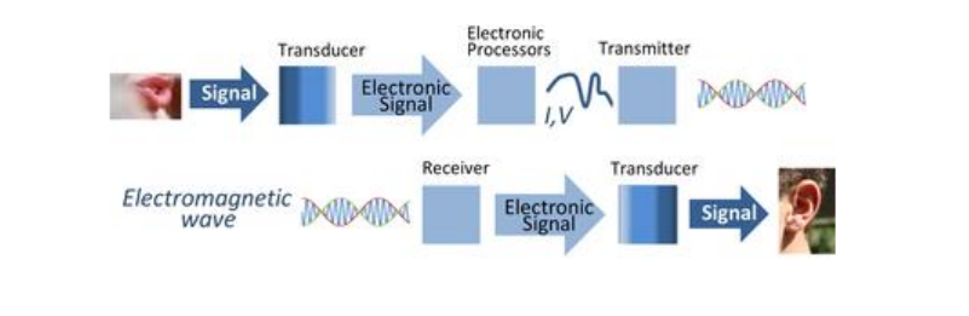 Electronic
Processors
Transducer
Transmitter
Signal
Electronic
Signal
I,V
Receiver
Transducer
Electromagnetic
wave
Electronic
Signal
Signal